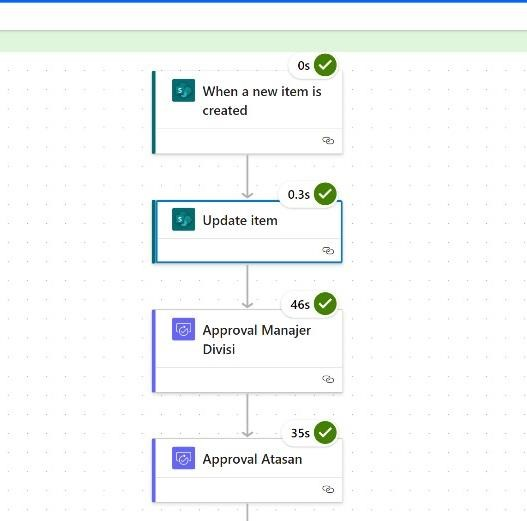 0s
When a new item is
created
0.3s
Update item
46s
Approval Manajer
Divisi
35s
Approval Atasan